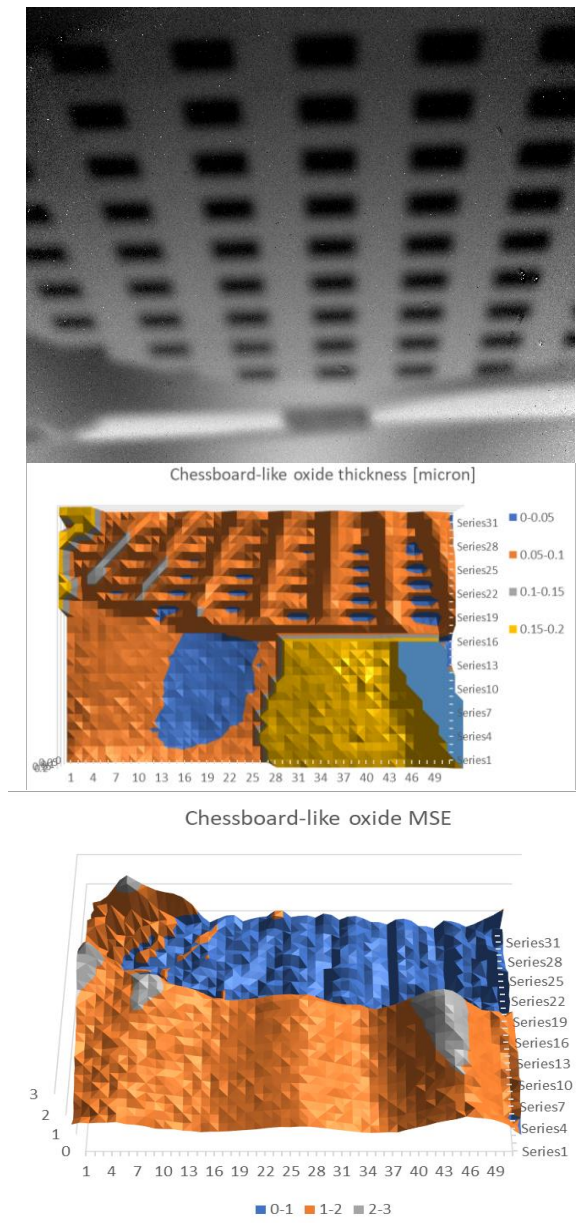 Chessboard-like oxide thickness [micron]
Series31
Series28
Series25
Series22
Series19
Series16
Series13
Series10
Series7
Series4
Series1
0-0.05
0.05-0.1
0.1-0.15
0.15-0.2
1 4 7 10 13 16 19 22 25 28 31 34 37 40 43 46 49
Chessboard-like oxide MSE
Series31
Series28
Series25
Series22
Series19
Series16
Series13
Series10
Series7
Series4
Series1
3
2
1
0
1 4 7 10 13 16 19 22 25 28 31 34 37 40 43 46 49
0-1 1-2 2-3